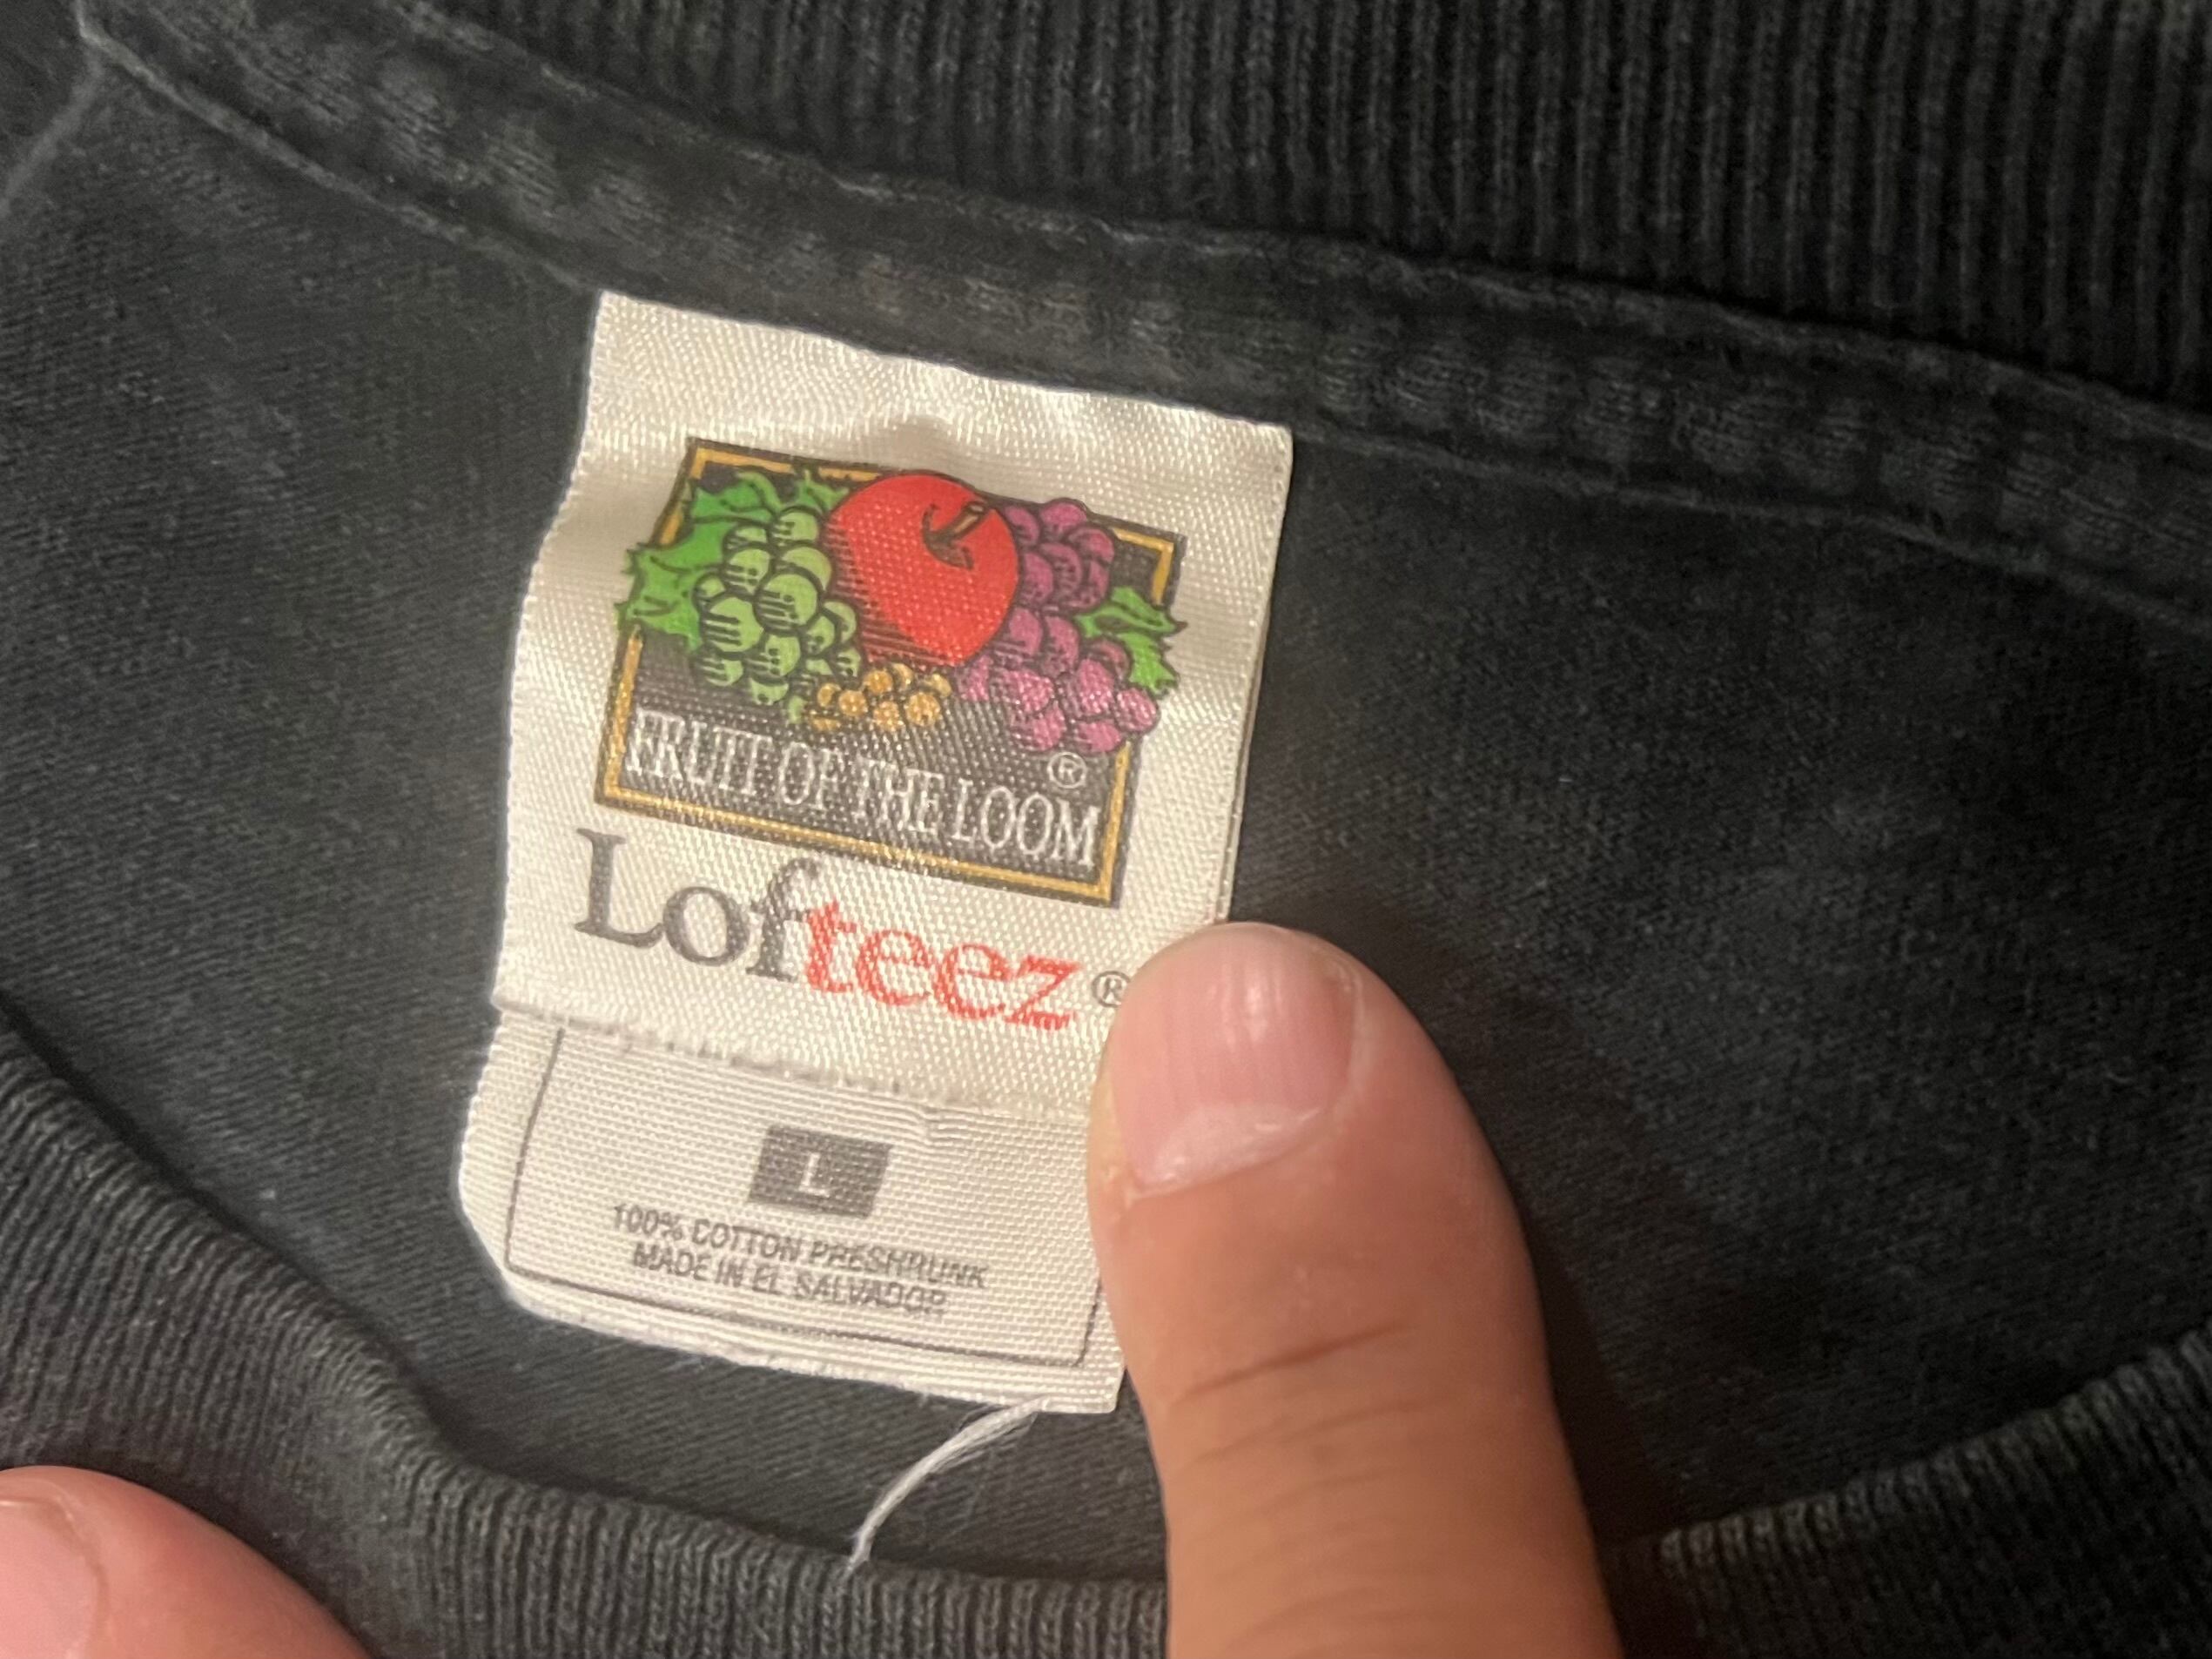 ®
FRUIT OF THE LOOM
Lofteez ®
L
100% COTTON PRESHRUNK
MADE IN EL SALVADOR